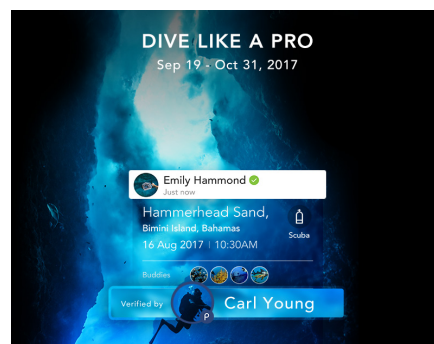 DIVE LIKE A PRO
Sep 19 - Oct 31, 2017
Emily Hammond
Just now
Hammerhead Sand,
Bimini Island, Bahamas
16 Aug 2017 | 10:30AM
Scuba
Buddies
Verified by
Carl Young